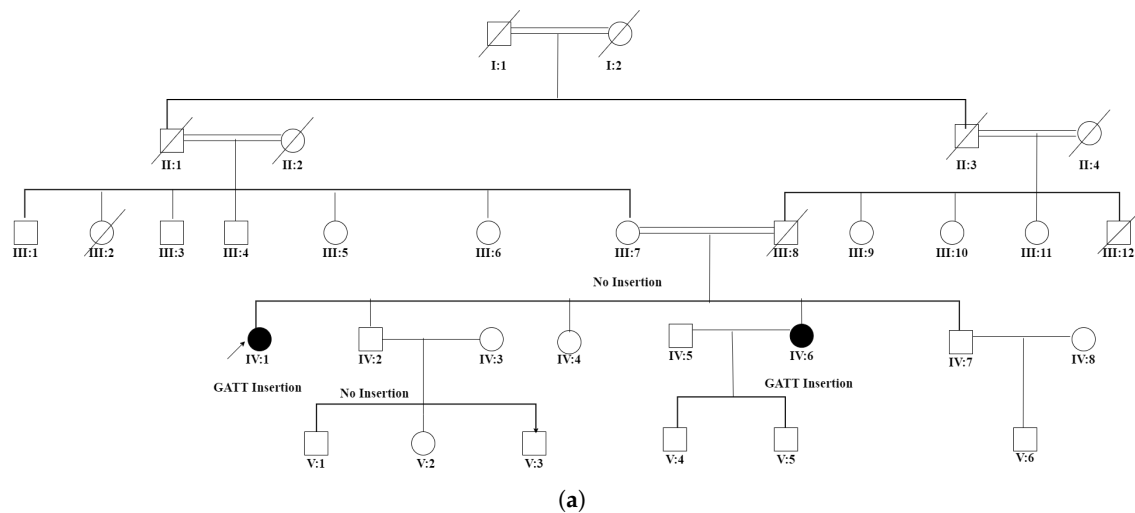 I:1 I:2
II:1 II:2 II:3 II:4
III:1 III:2 III:3 III:4 III:5 III:6 III:7 III:8 III:9 III:10 III:11 III:12
No Insertion
IV:1 IV:2 IV:3 IV:4 IV:5 IV:6 IV:7 IV:8
GATT Insertion No Insertion GATT Insertion
V:1 V:2 V:3 V:4 V:5 V:6
(a)